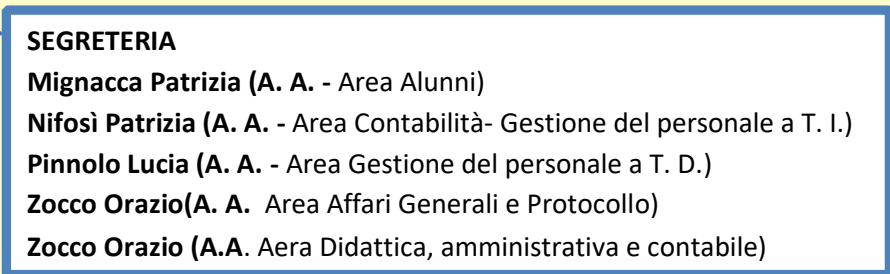 SEGRETERIA
Mignacca Patrizia (A. A. - Area Alunni)
Nifosì Patrizia (A. A. - Area Contabilità- Gestione del personale a T. I.)
Pinnolo Lucia (A. A. - Area Gestione del personale a T. D.)
Zocco Orazio(A. A.  Area Affari Generali e Protocollo)
Zocco Orazio (A.A. Aera Didattica, amministrativa e contabile)